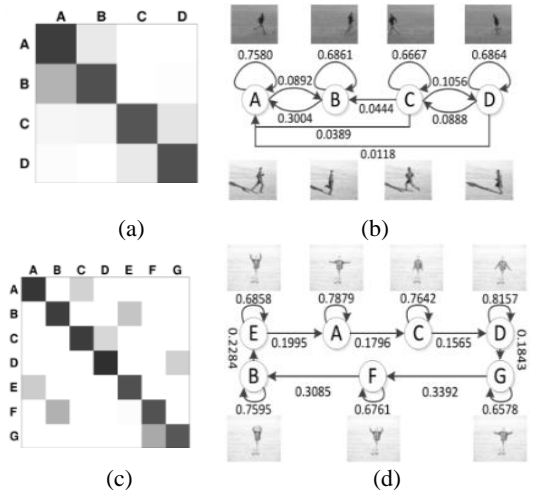 A B C D
A
B
C
D
(a)
0.7580 0.6861 0.6667 0.6864
0.0892 0.1056
A B C D
0.3004 0.0444 0.0888
0.0389
0.0118
(b)
A B C D E F G
A
B
C
D
E
F
G
(c)
0.6858 0.7879 0.7642 0.8157
E A C D
0.1995 0.1796 0.1565
0.2284 0.1843
B F G
0.3085 0.3392
0.7595 0.6761 0.6578
(d)